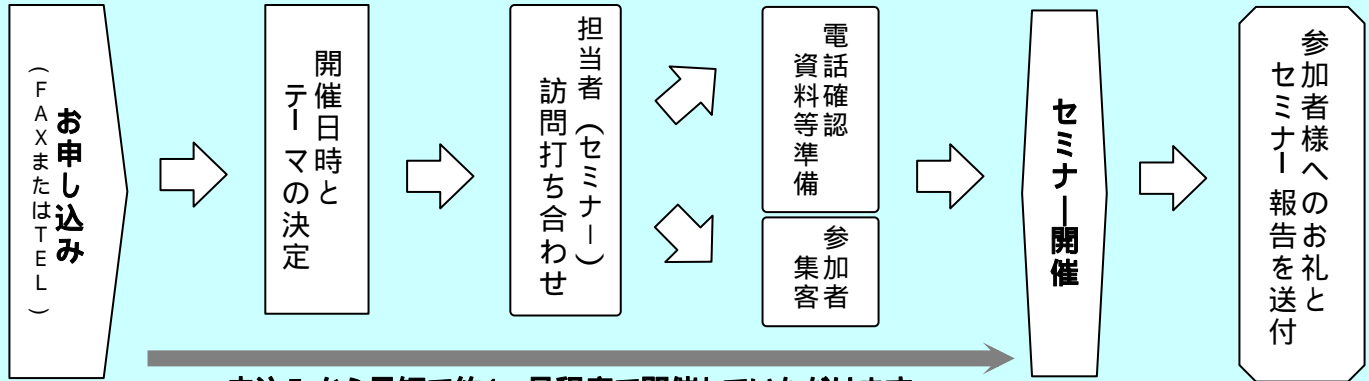 お申し込み
（FAXまたはTEL）
開催日時と
テーマの決定
担当者（セミナー）
訪問打ち合わせ
電話確認
資料等準備
参加者
集客
セミナー開催
参加者様へのお礼と
セミナー報告を送付